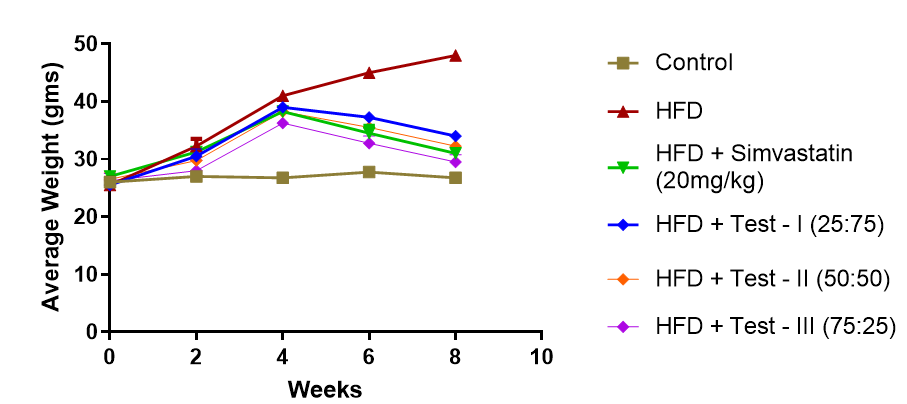 50
40
30
20
10
0
Average Weight (gms)
0 2 4 6 8 10
Weeks
Control
HFD
HFD + Simvastatin
(20mg/kg)
HFD + Test - I (25:75)
HFD + Test - II (50:50)
HFD + Test - III (75:25)